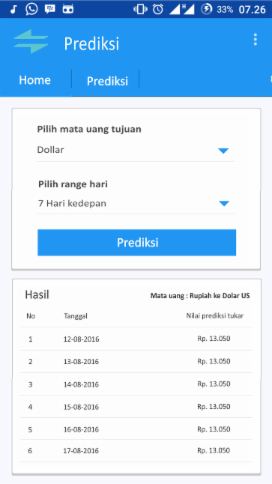 33% 07.26
Prediksi
Home Prediksi
Pilih mata uang tujuan
Dollar
Pilih range hari
7 Hari kedepan
Prediksi
Hasil Mata uang : Rupiah ke Dolar US
No Tanggal Nilai prediksi tukar
1 12-08-2016 Rp. 13.050
2 13-08-2016 Rp. 13.050
3 14-08-2016 Rp. 13.050
4 15-08-2016 Rp. 13.050
5 16-08-2016 Rp. 13.050
6 17-08-2016 Rp. 13.050